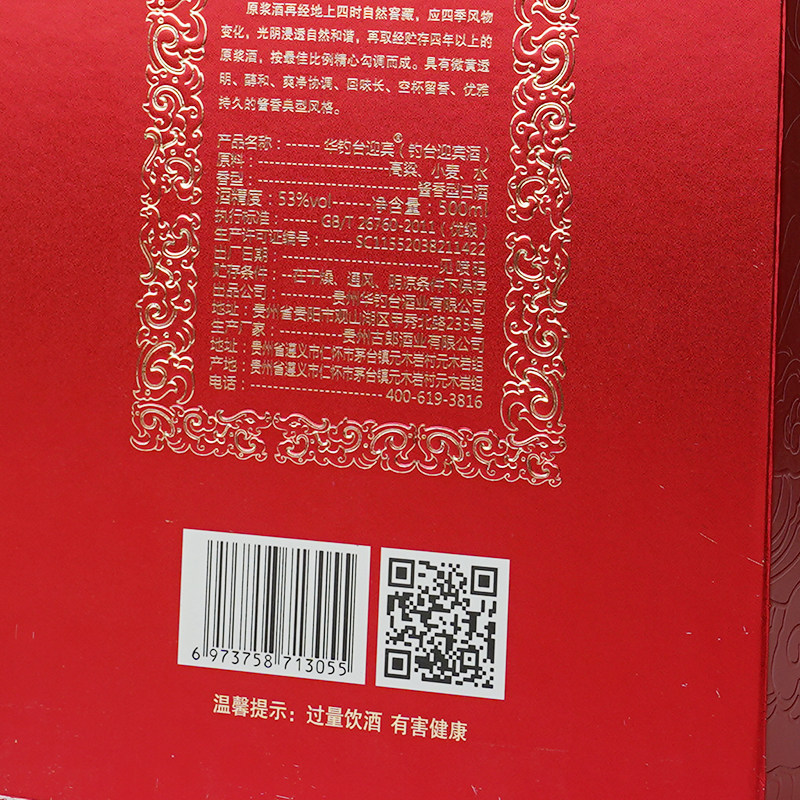 原浆酒再经地上四时自然窖藏，应四季风物
变化，光阴浸透自然和谐，再取经贮存四年以上的
原浆酒，按最佳比例精心勾调而成。具有微黄透
明、醇和、爽净协调、回味长、空杯留香、优雅
持久的酱香典型风格。
产品名称：------华钓台迎宾®（钓台迎宾酒）
原料：------高粱、小麦、水
香型：------酱香型白酒
酒精度：53%vol------净含量：500ml
执行标准：------GB/T 26760-2011（优级）
生产许可证编号：------SC11552038211422
出厂日期：------见喷码
贮存条件：--在干燥、通风、阴凉条件下保存
出品公司：------贵州华钓台酒业有限公司
地址：贵州省贵阳市观山湖区甲秀北路235号
生产厂家：------贵州古郎酒业有限公司
地址：贵州省遵义市仁怀市茅台镇元木岩村元木岩组
产地：贵州省遵义市仁怀市茅台镇元木岩村元木岩组
电话：------400-619-3816
6 973758 713055
温馨提示：过量饮酒 有害健康